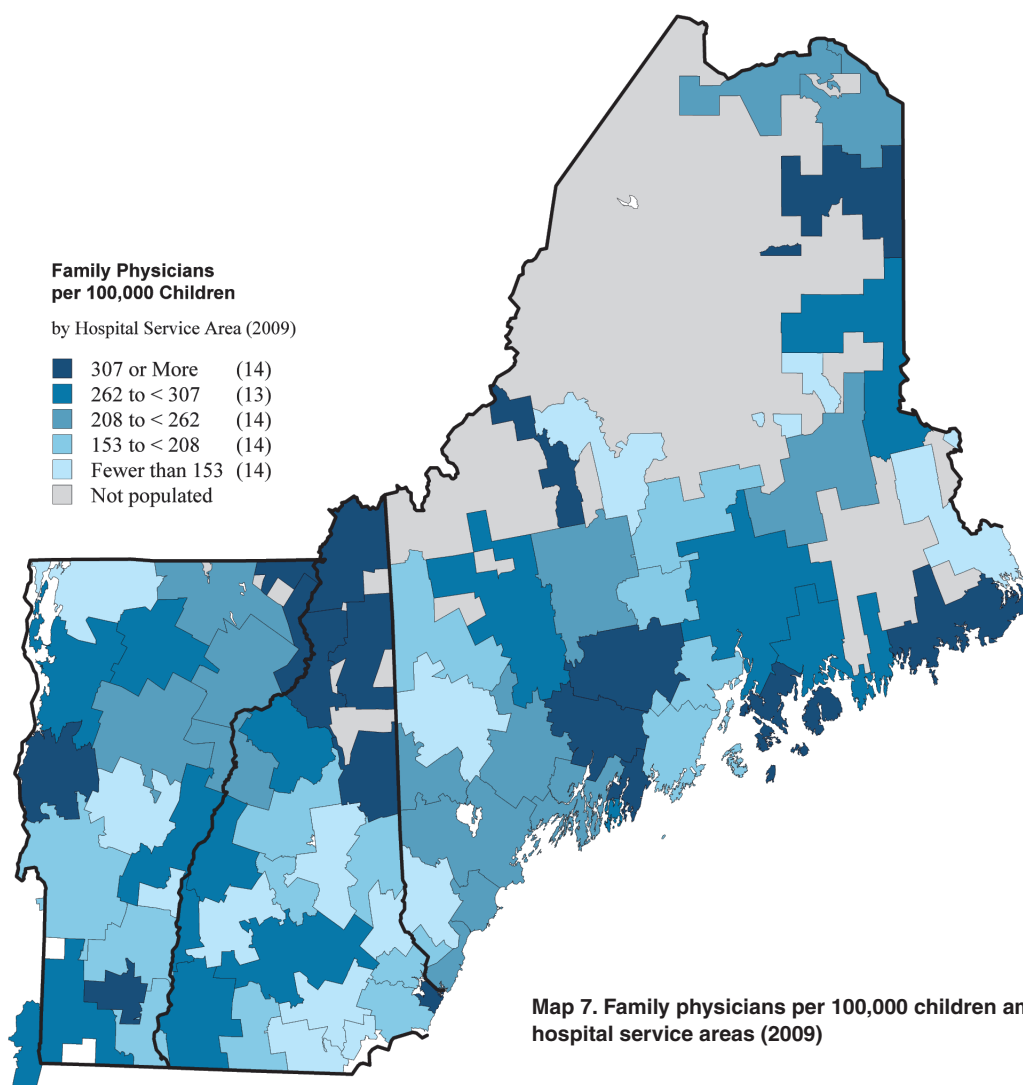 Family Physicians
per 100,000 Children
by Hospital Service Area (2009)
307 or More (14)
262 to < 307 (13)
208 to < 262 (14)
153 to < 208 (14)
Fewer than 153 (14)
Not populated
Map 7. Family physicians per 100,000 children
hospital service areas (2009)